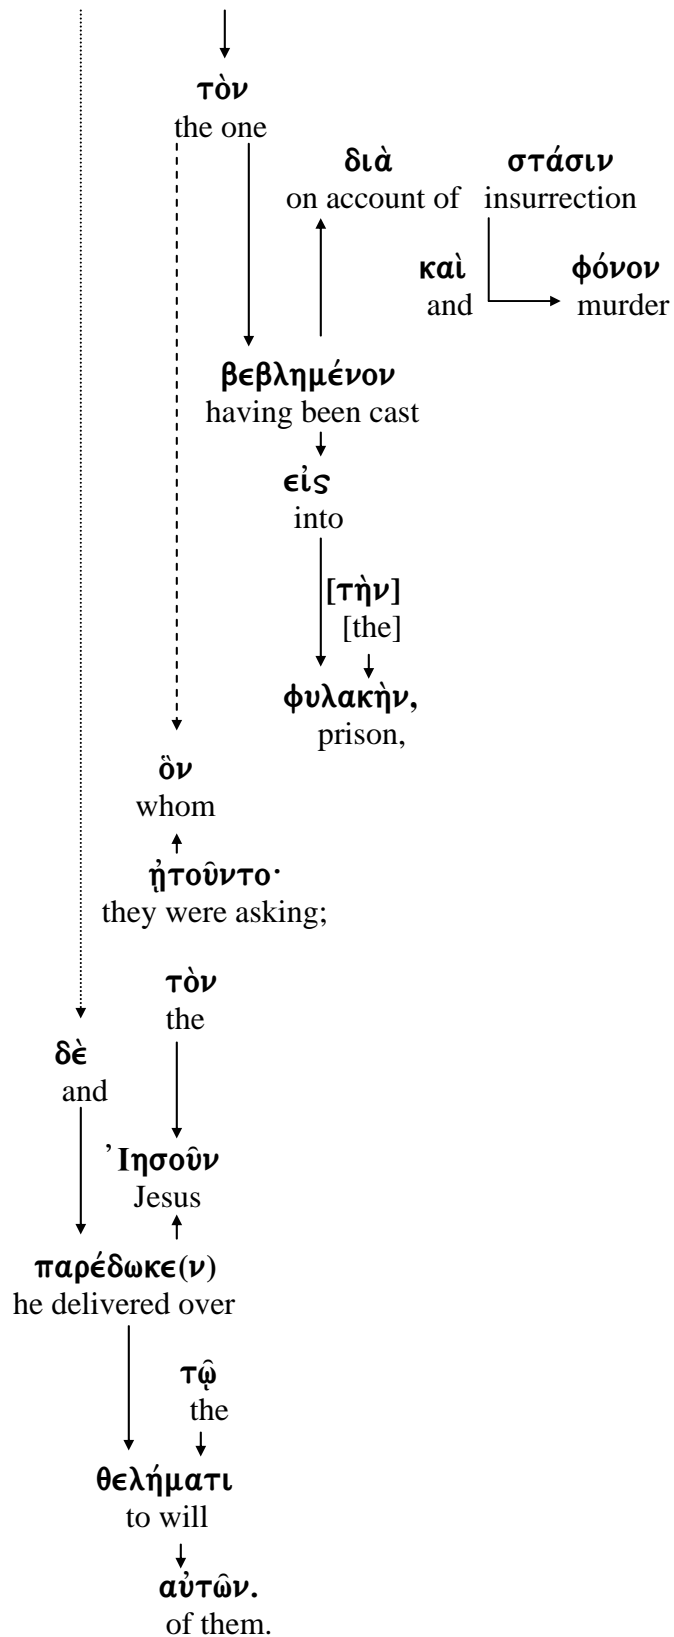 τὸν
the one
διὰ στάσιν
on account of insurrection
καὶ φόνον
and murder
βεβλημένον
having been cast
εἰς
into
[τὴν]
[the]
φυλακὴν,
prison,
ὃν
whom
ᾐτοῦντο·
they were asking;
τὸν
the
δὲ
and
Ἰησοῦν
Jesus
παρέδωκε(ν)
he delivered over
τῷ
the
θελήματι
to will
αὐτῶν.
of them.